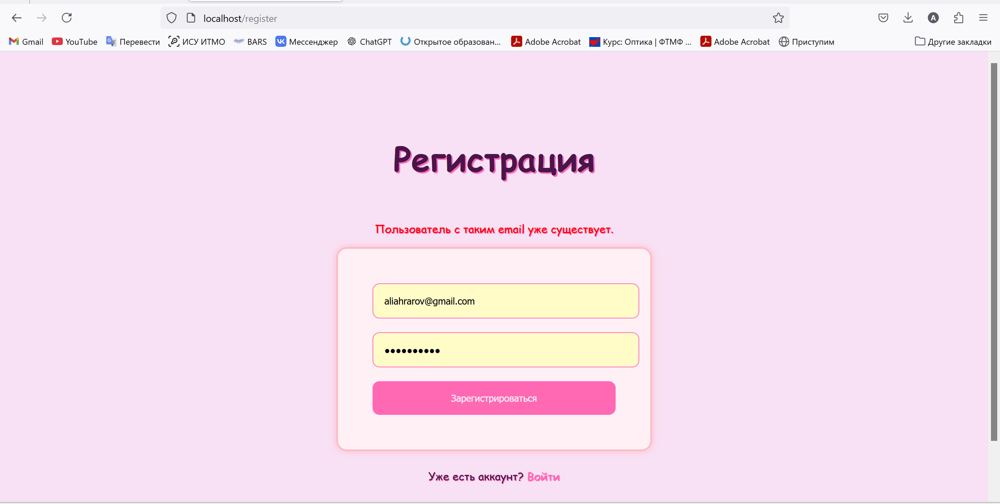 localhost/register
A
Gmail YouTube Перевести ИСУ ИТМО BARS Мессенджер ChatGPT Открытое образован... Adobe Acrobat Курс: Оптика | ФТМФ ... Adobe Acrobat Приступим Другие закладки
Регистрация
Пользователь с таким email уже существует.
aliahrarov@gmail.com
••••••••••
Зарегистрироваться
Уже есть аккаунт? Войти